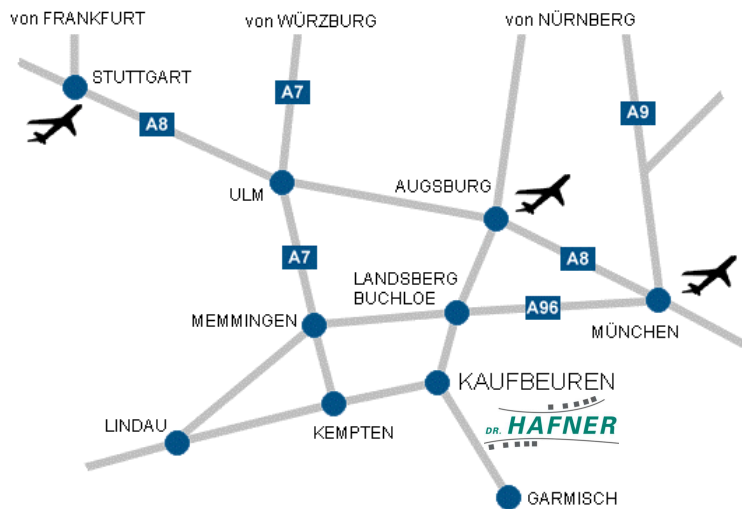 von FRANKFURT
von WÜRZBURG
von NÜRNBERG
STUTTGART
A7
A9
A8
ULM
AUGSBURG
A7
A8
LANDSBERG
BUCHLOE
A96
MEMMINGEN
MÜNCHEN
KAUFBEUREN
DR. HAFNER
LINDAU
KEMPTEN
GARMISCH